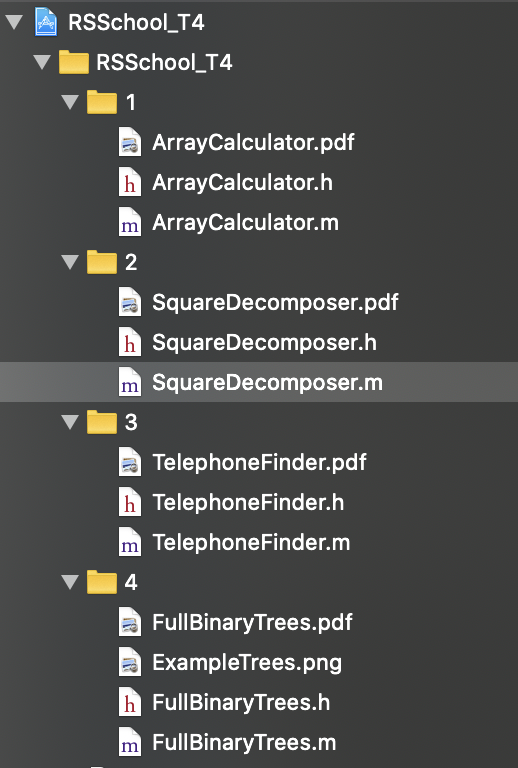 RSSchool_T4
RSSchool_T4
1
ArrayCalculator.pdf
h ArrayCalculator.h
m ArrayCalculator.m
2
SquareDecomposer.pdf
h SquareDecomposer.h
m SquareDecomposer.m
3
TelephoneFinder.pdf
h TelephoneFinder.h
m TelephoneFinder.m
4
FullBinaryTrees.pdf
ExampleTrees.png
h FullBinaryTrees.h
m FullBinaryTrees.m